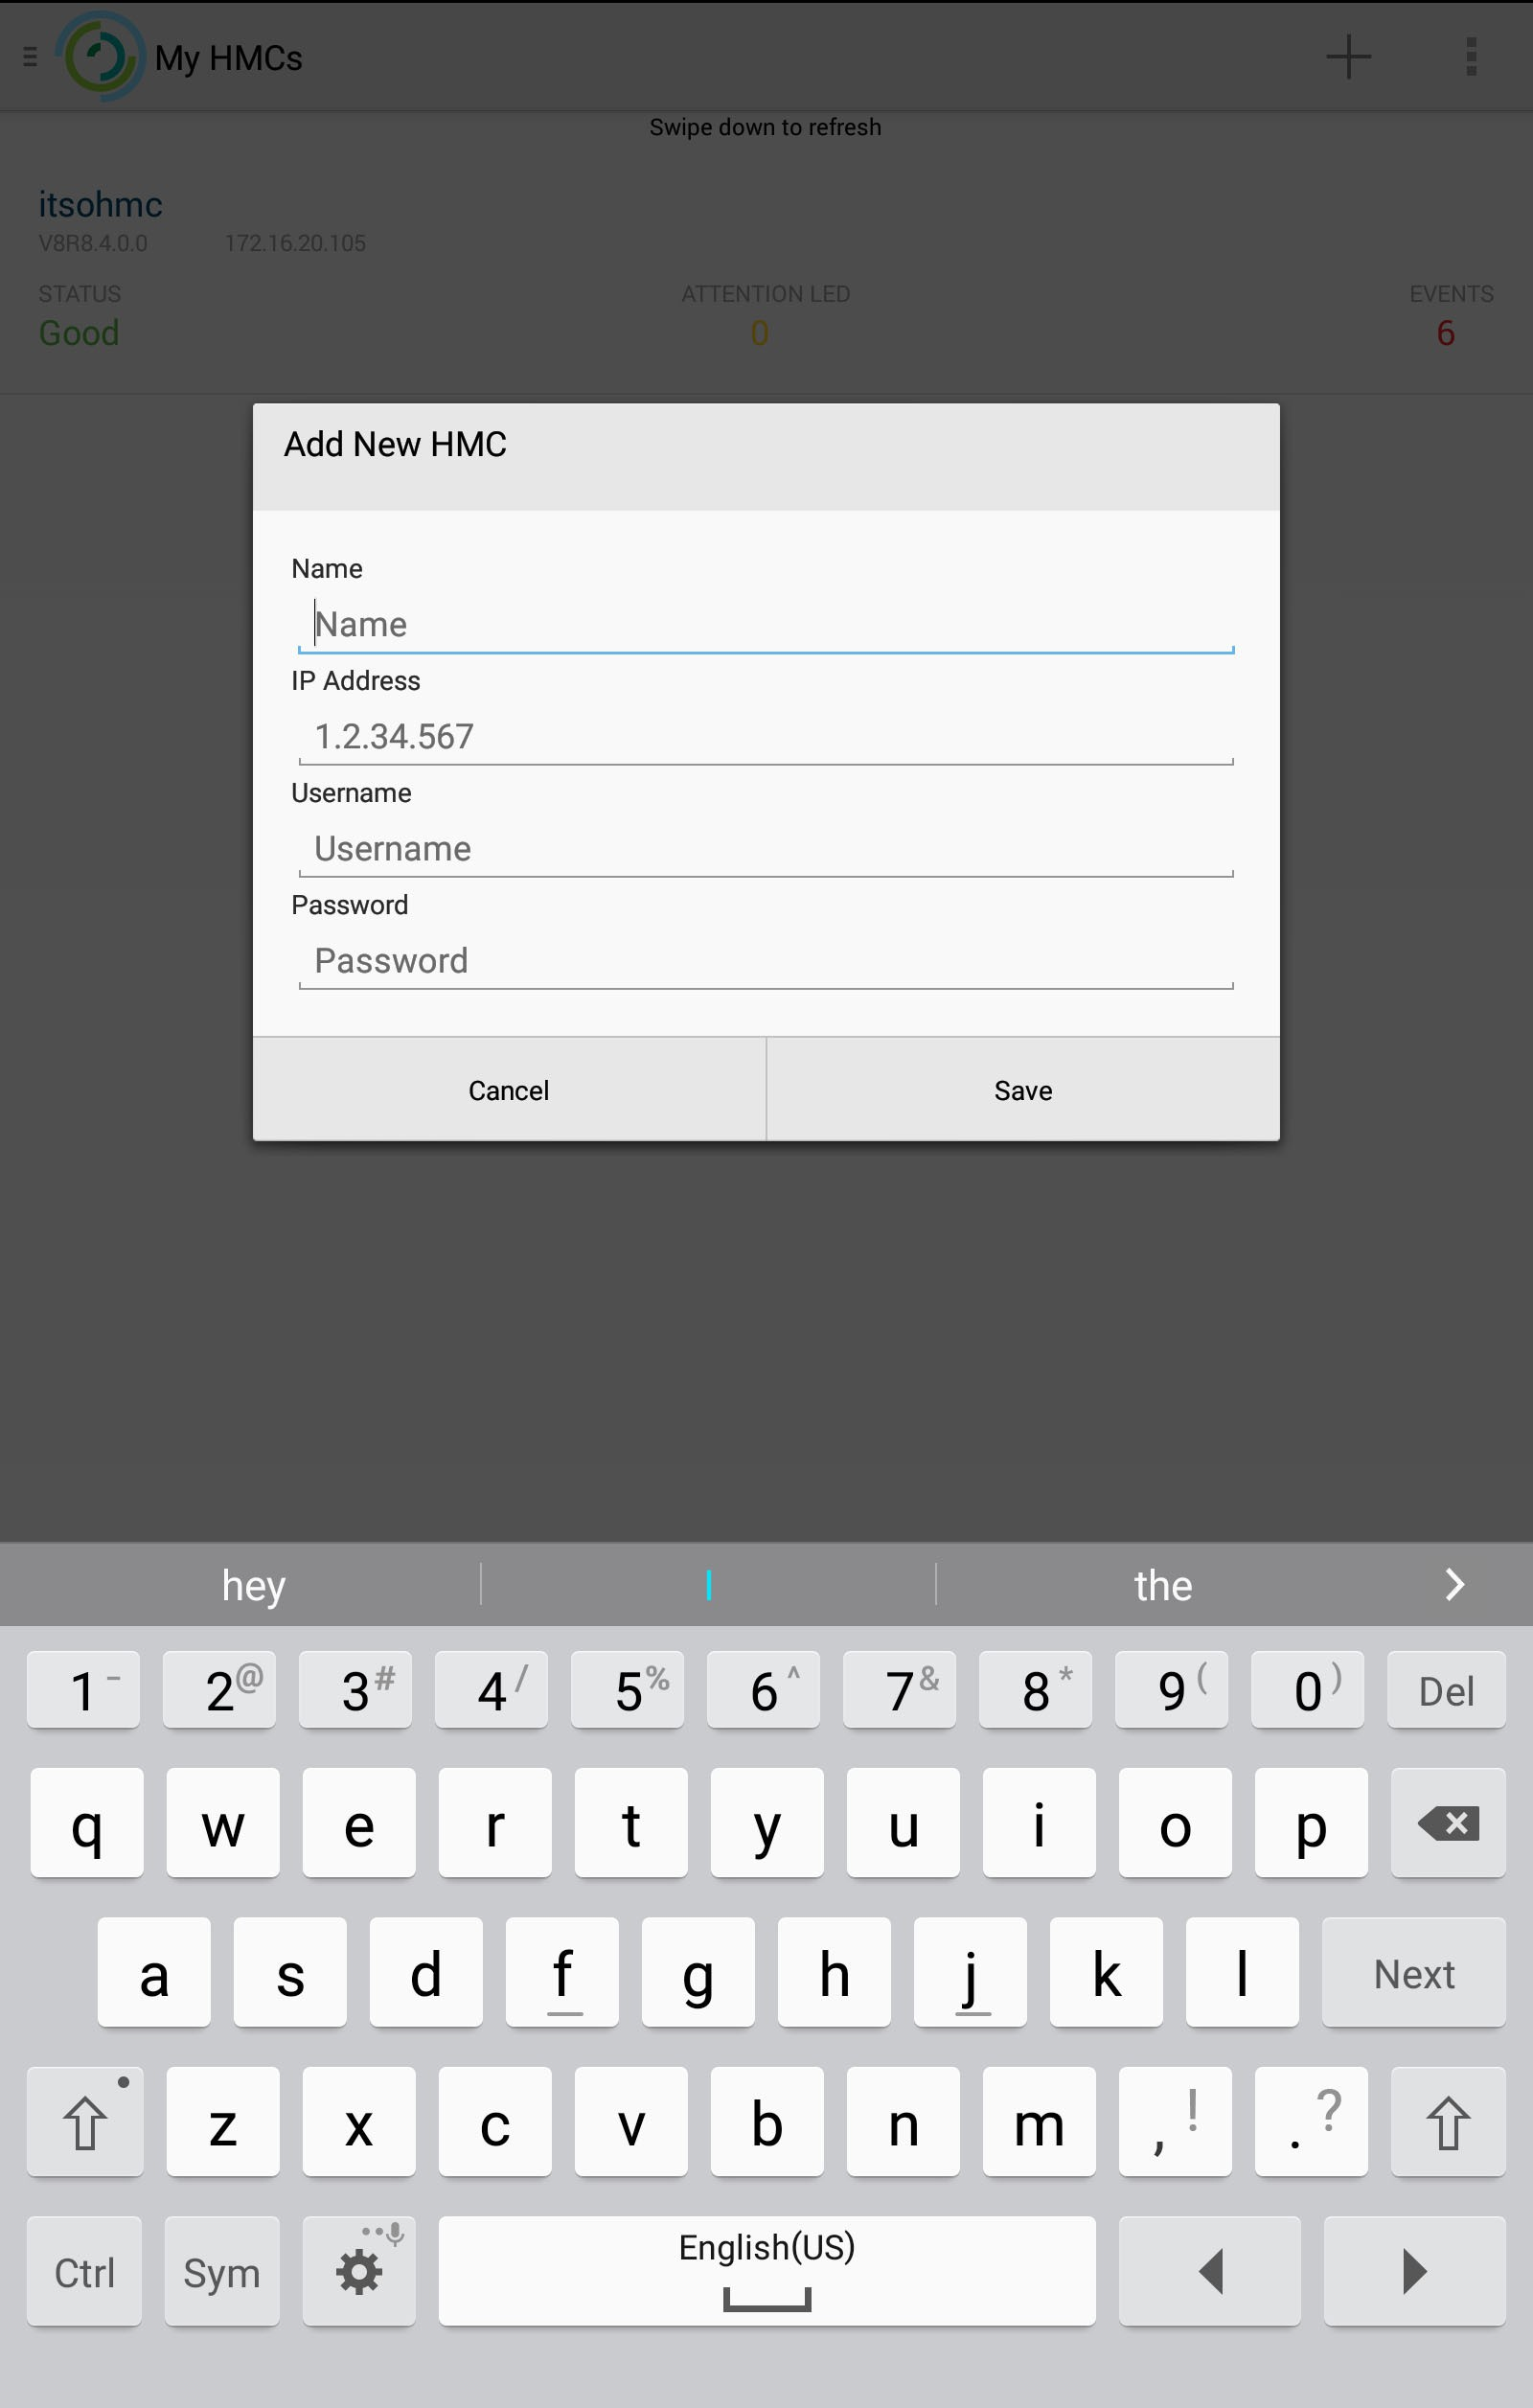 My HMCs
Swipe down to refresh
itsohmc
V8R8.4.0.0 172.16.20.105
STATUS ATTENTION LED EVENTS
Good 0 6
Add New HMC
Name
Name
IP Address
1.2.34.567
Username
Username
Password
Password
Cancel Save
hey I the
1 - 2 @ 3 # 4 / 5 % 6 ^ 7 & 8 * 9 ( 0 ) Del
q w e r t y u i o p
a s d f g h j k l Next
z x c v b n m , ! . ?
Ctrl Sym English(US)